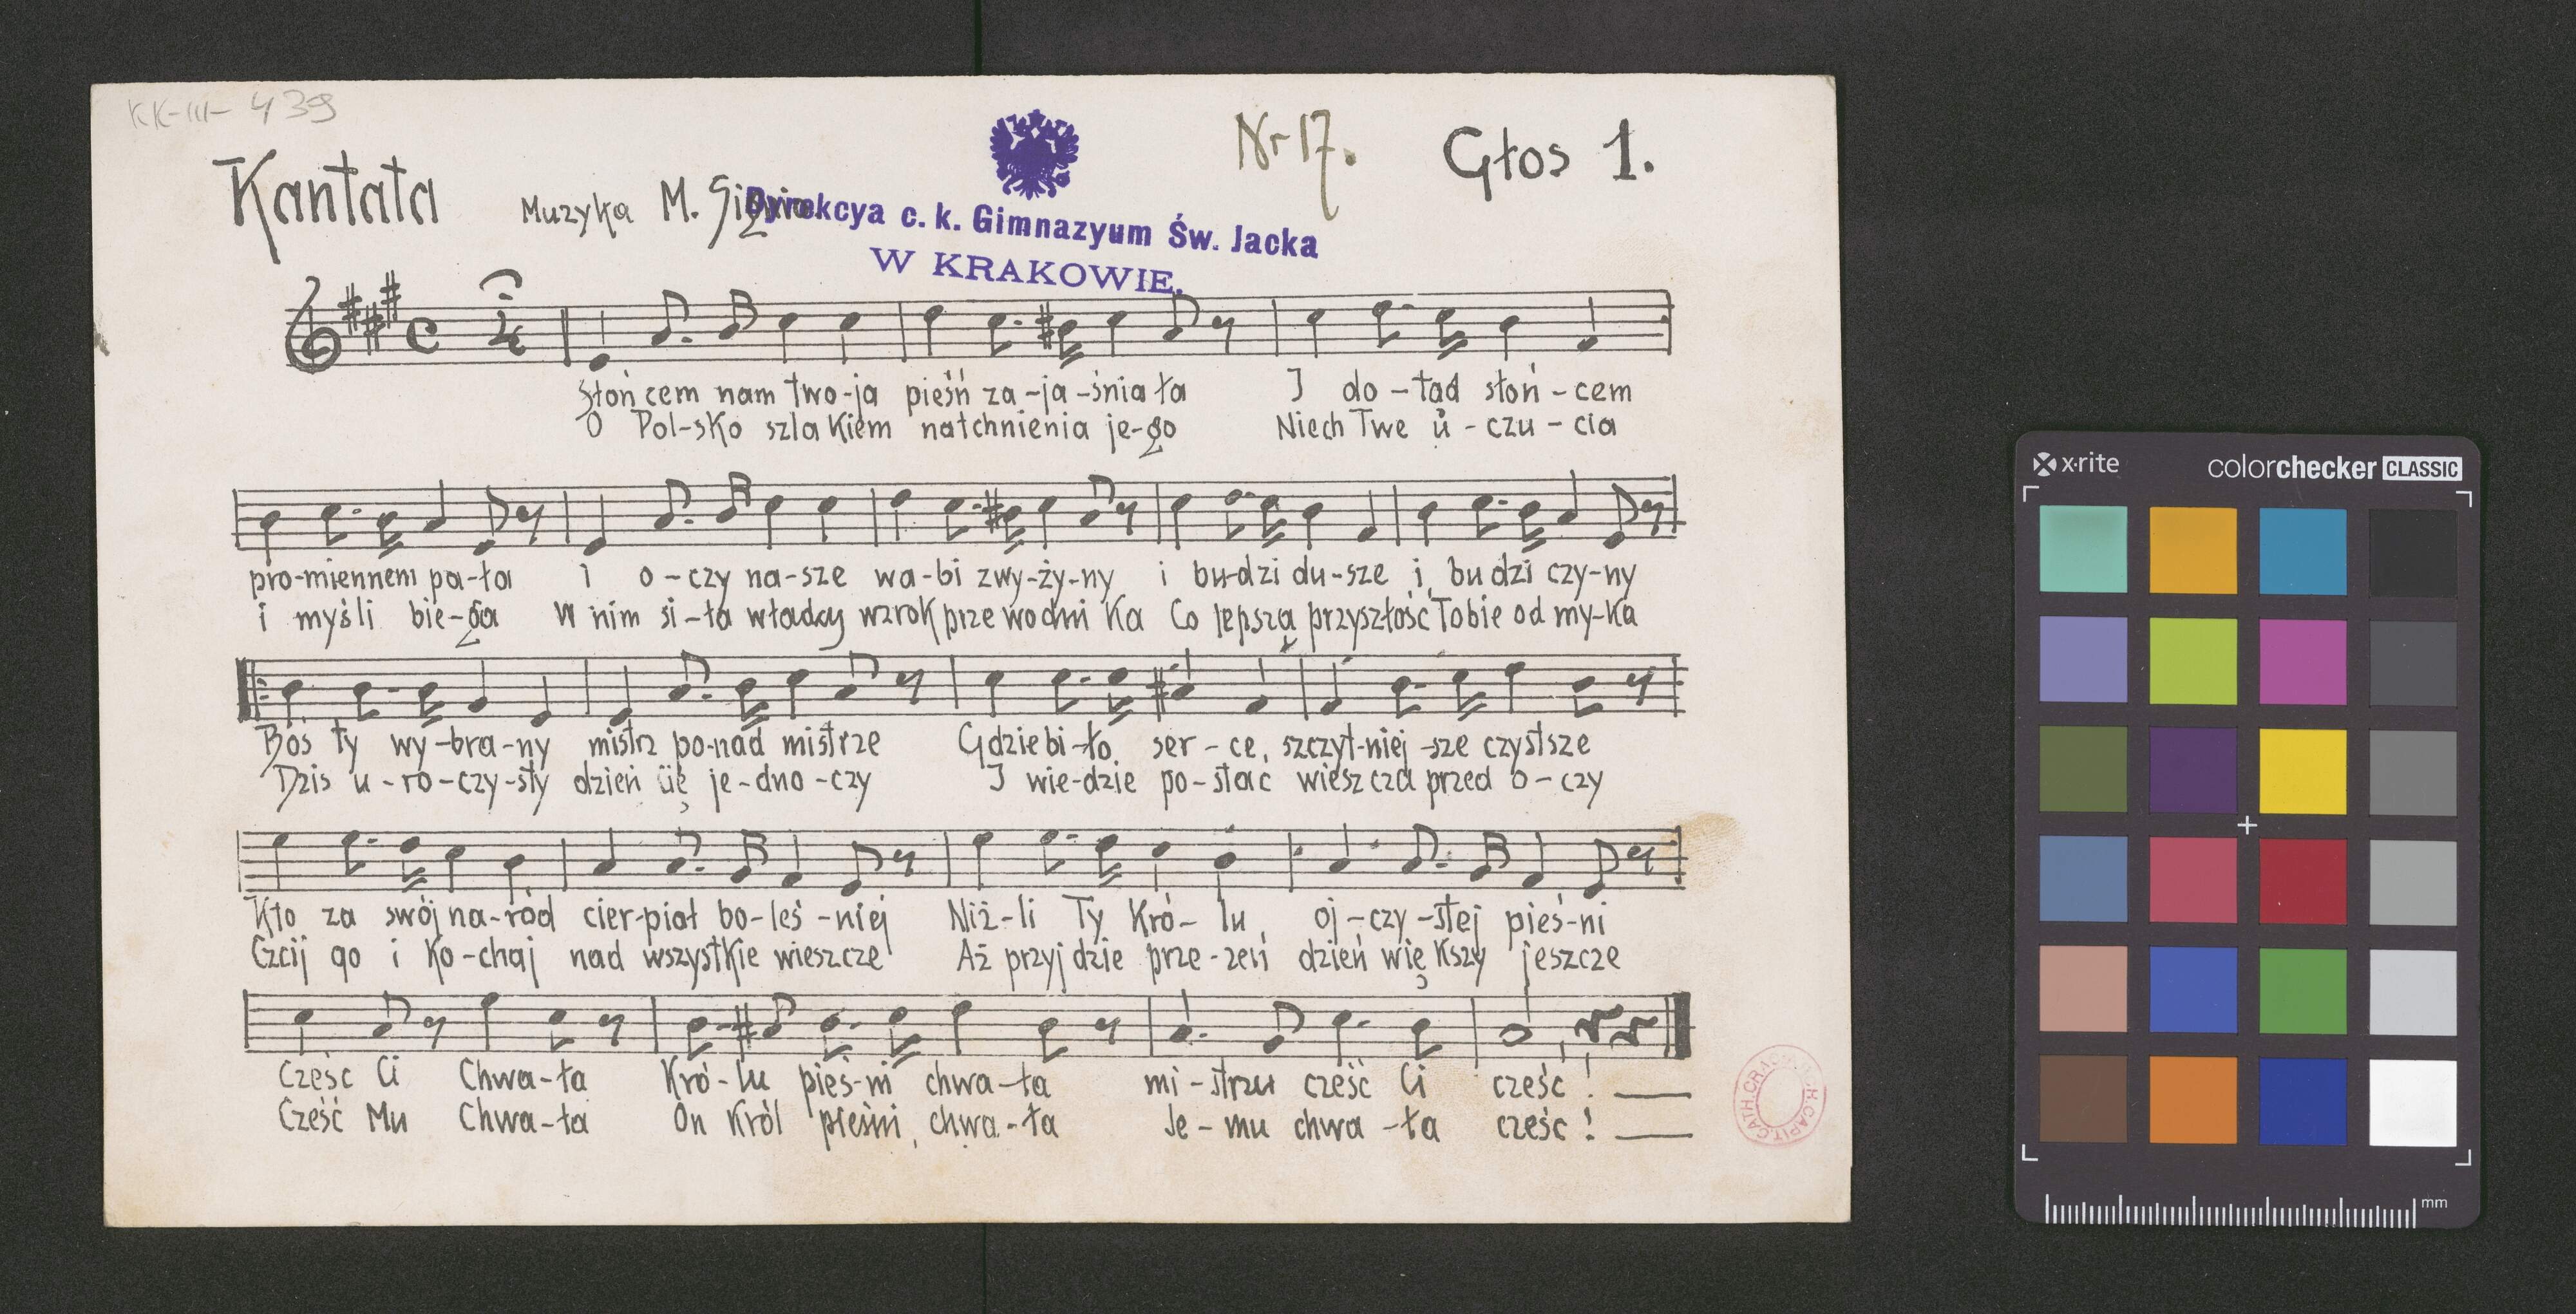 KK-III-439
Nr 17. Głos 1.
Kantata Muzyka M.
Dyrekcya c. k. Gimnazyum Św. Jacka
W KRAKOWIE.
Słoń cem nam two-ja pieśń za-ja-śnia ła I do-tąd słoń-cem
O Pol-sko szla kiem natchnienia je-go Niech Twe u-czu-cia
pro-miennem pa-ła i o-czy na-sze wa-bi zwy-ży-ny i bu-dzi du-sze i bu dzi czy-ny
i myśli bie-gą W nim si-ła władzy wzrok prze wodni ka Co lepszą przyszłość Tobie od my-ka
Boś ty wy-bra-ny mistrz po-nad mistrze Gdzie bi-ło ser-ce, szczyt-niej-sze czystsze
Dzis u-ro-czy-sty dzień je-dno-czy I wie-dzie po-stać wieszcza przed o-czy
Kto za swój na-ród cier-piał bo-leś-niej Niż-li Ty Kró-lu oj-czy-stej pieś-ni
Czcij go i ko-chaj nad wszystkie wieszcze Aż przyj dzie prze-zeń dzień wię kszy jeszcze
Cześć Ci Chwa-ła Kró-lu pieś-ni chwa-ła mi-strzu cześć Ci cześć!
Cześć Mu Chwa-ła On Król pieśni, chwa-ła Je-mu chwa-ła cześć!
x·rite colorchecker CLASSIC
mm